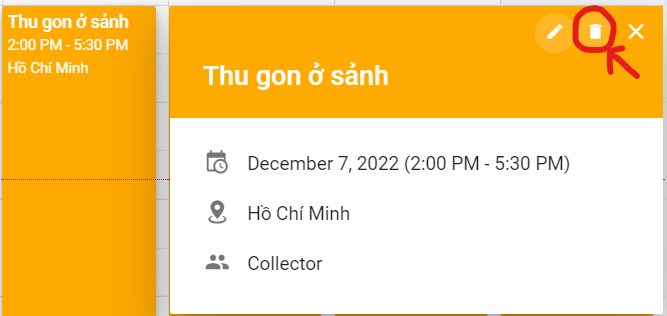 Thu gon ở sảnh
2:00 PM - 5:30 PM
Hồ Chí Minh
Thu gon ở sảnh
December 7, 2022 (2:00 PM - 5:30 PM)
Hồ Chí Minh
Collector